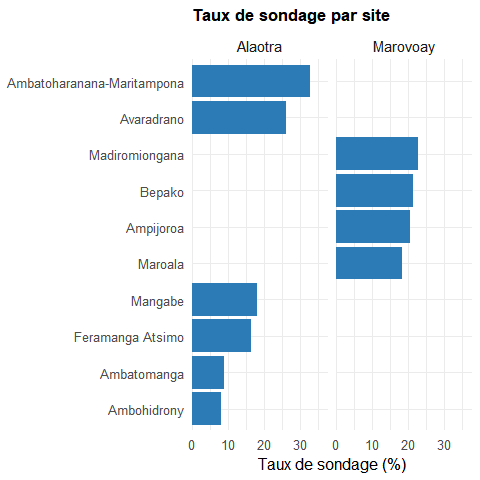 Taux de sondage par site
Alaotra
Marovoay
Ambatoharanana-Maritampona
Avaradrano
Madiromiongana
Bepako
Ampijoroa
Maroala
Mangabe
Feramanga Atsimo
Ambatomanga
Ambohidrony
0 10 20 30 0 10 20 30
Taux de sondage (%)